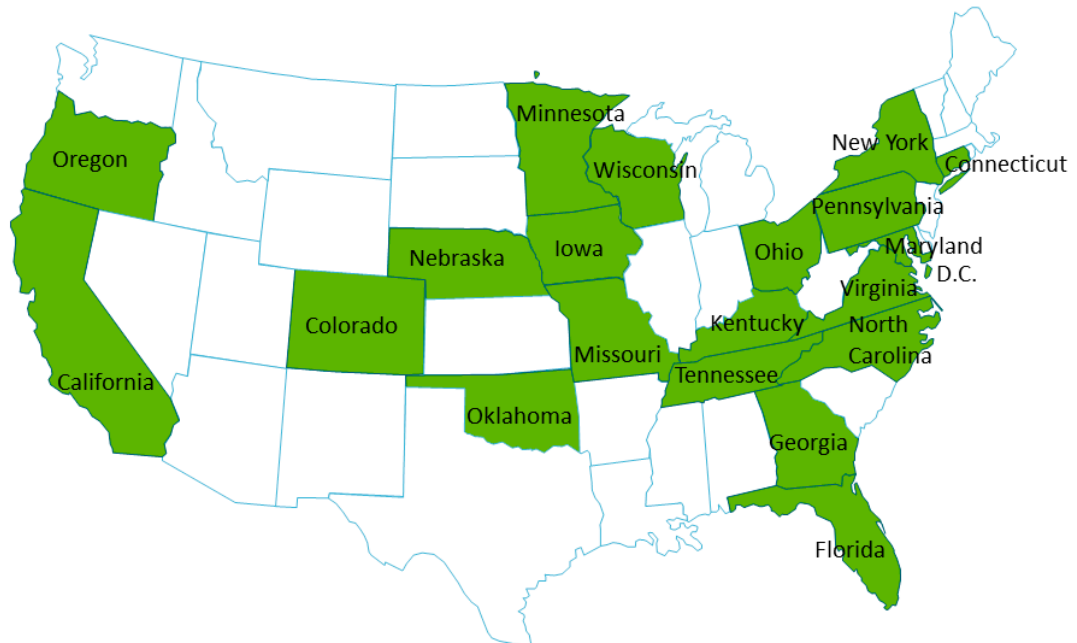 Minnesota
New York
Oregon
Connecticut
Wisconsin
Pennsylvania
Maryland
Iowa
Ohio
Nebraska
D.C.
Virginia
Colorado
Kentucky
North
Carolina
Missouri
Tennessee
California
Oklahoma
Georgia
Florida